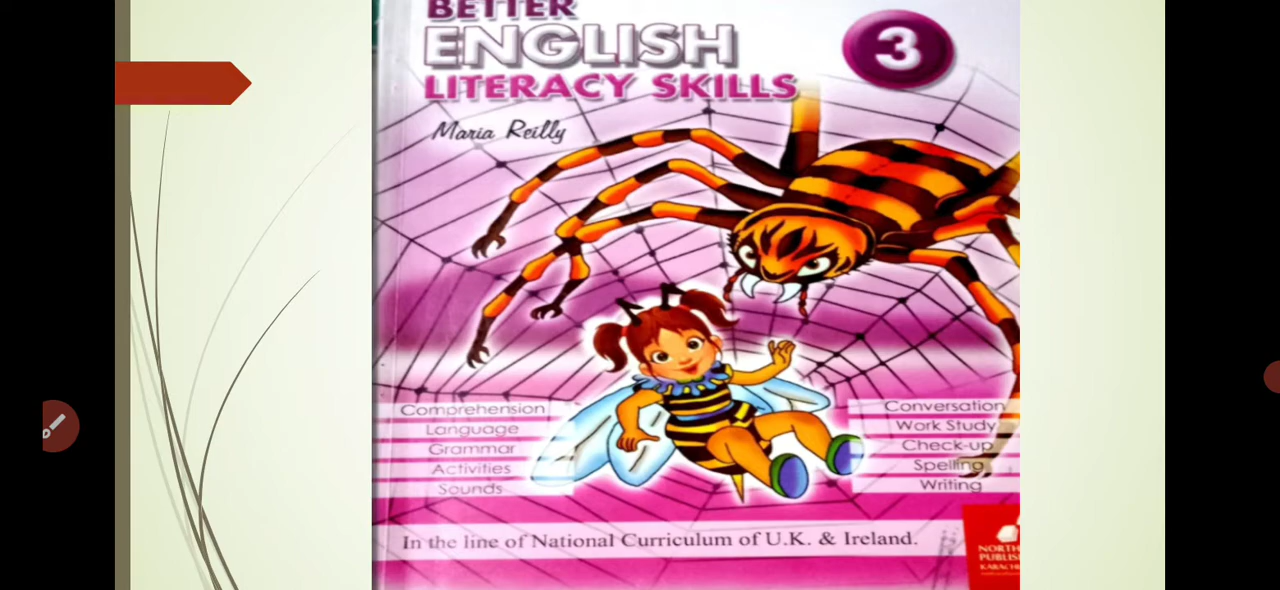 BETTER
ENGLISH
LITERACY SKILLS
3
Maria Reilly
Comprehension
Language
Grammar
Activities
Sounds
Conversation
Work Study
Check-up
Spelling
Writing
In the line of National Curriculum of U.K. & Ireland.
NORTH